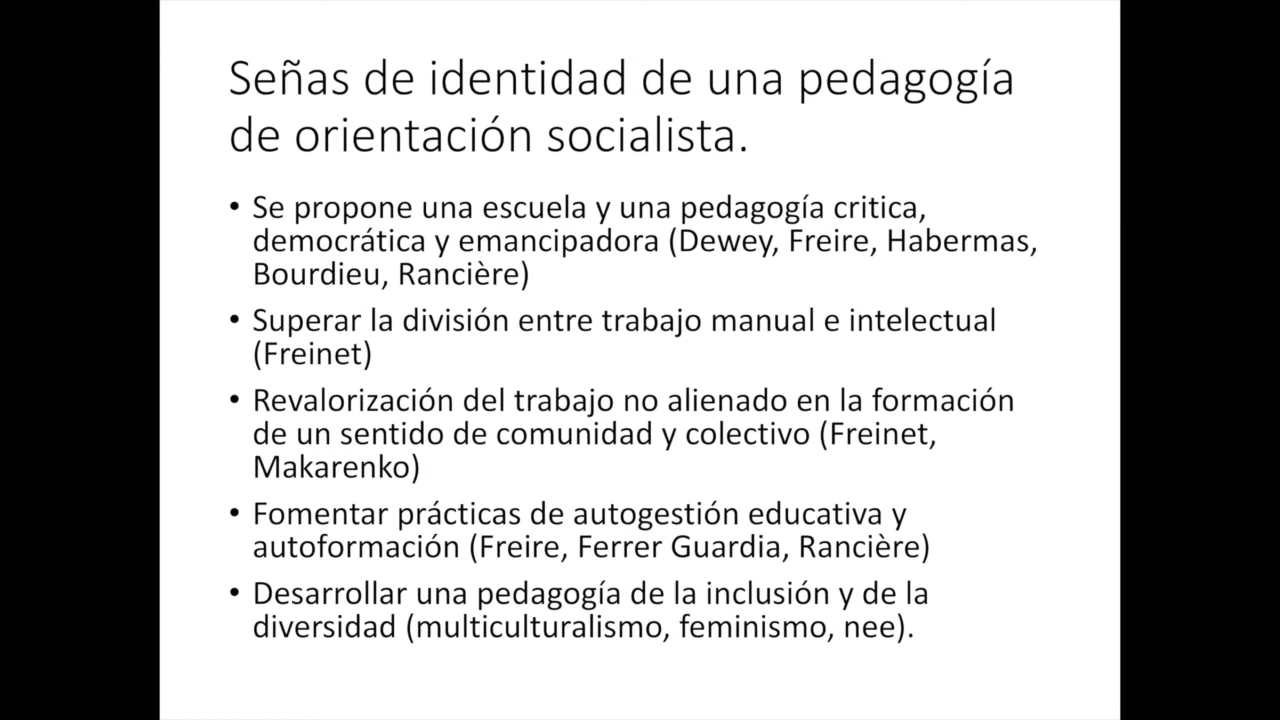 Señas de identidad de una pedagogía
de orientación socialista.
• Se propone una escuela y una pedagogía critica,
democrática y emancipadora (Dewey, Freire, Habermas,
Bourdieu, Rancière)
• Superar la división entre trabajo manual e intelectual
(Freinet)
• Revalorización del trabajo no alienado en la formación
de un sentido de comunidad y colectivo (Freinet,
Makarenko)
• Fomentar prácticas de autogestión educativa y
autoformación (Freire, Ferrer Guardia, Rancière)
• Desarrollar una pedagogía de la inclusión y de la
diversidad (multiculturalismo, feminismo, nee).